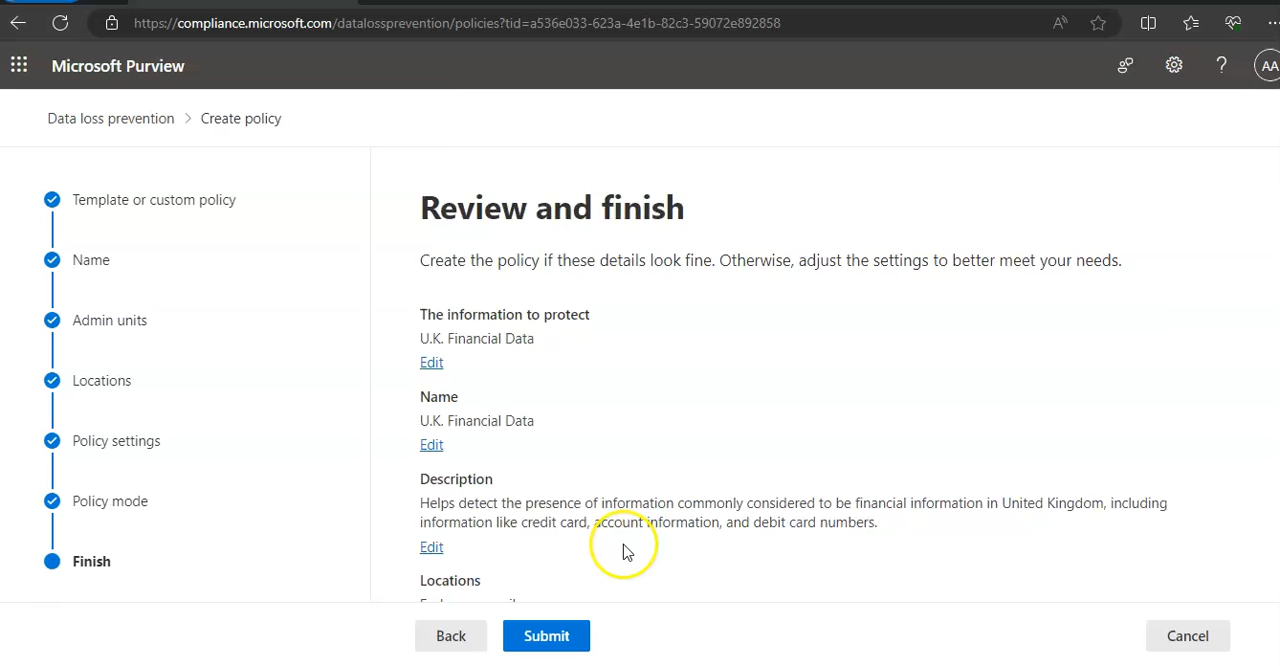 https://compliance.microsoft.com/datalossprevention/policies?tid=a536e033-623a-4e1b-82c3-59072e892858
Microsoft Purview
AA
Data loss prevention > Create policy
Template or custom policy
Name
Admin units
Locations
Policy settings
Policy mode
Finish
Review and finish
Create the policy if these details look fine. Otherwise, adjust the settings to better meet your needs.
The information to protect
U.K. Financial Data
Edit
Name
U.K. Financial Data
Edit
Description
Helps detect the presence of information commonly considered to be financial information in United Kingdom, including
information like credit card, account information, and debit card numbers.
Edit
Locations
Back
Submit
Cancel